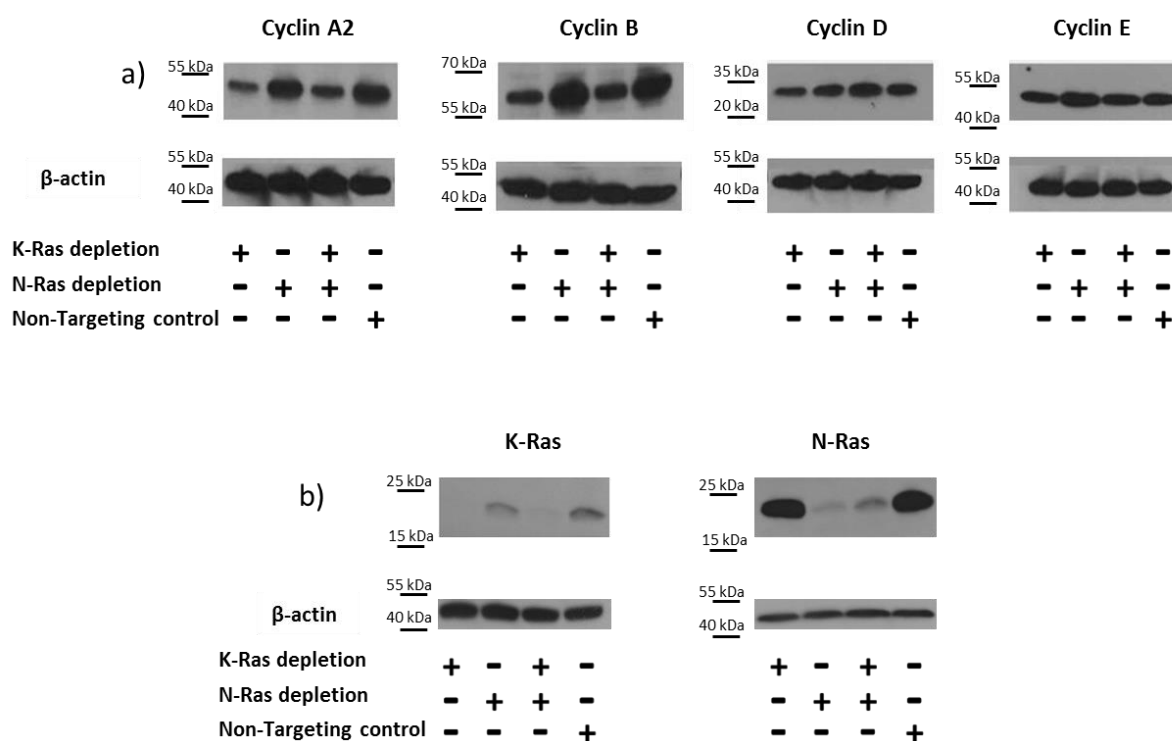 Cyclin A2 Cyclin B Cyclin D Cyclin E
a) 55 kDa 70 kDa 35 kDa 55 kDa
40 kDa 55 kDa 20 kDa 40 kDa
β-actin 55 kDa 55 kDa 55 kDa 55 kDa
40 kDa 40 kDa 40 kDa 40 kDa
K-Ras depletion + - + - + - + - + - + - + - + -
N-Ras depletion - + + - - + + - - + + - - + + -
Non-Targeting control - - - + - - - + - - - + - - - +
K-Ras N-Ras
b) 25 kDa 25 kDa
15 kDa 15 kDa
55 kDa 55 kDa
β-actin 40 kDa 40 kDa
K-Ras depletion + - + - + - + -
N-Ras depletion - + + - - + + -
Non-Targeting control - - - + - - - +